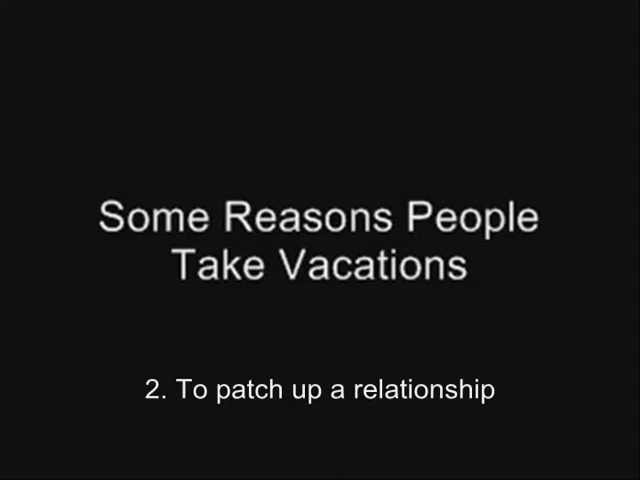 Some Reasons People
Take Vacations
2. To patch up a relationship